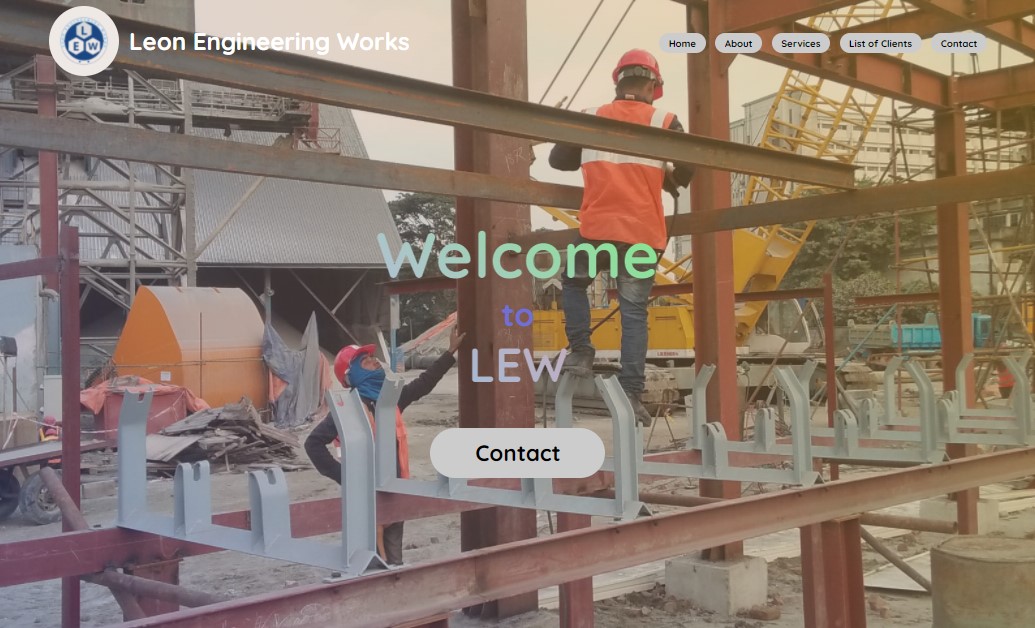 LEW
Leon Engineering Works
Home
About
Services
List of Clients
Contact
Welcome
to
LEW
Contact